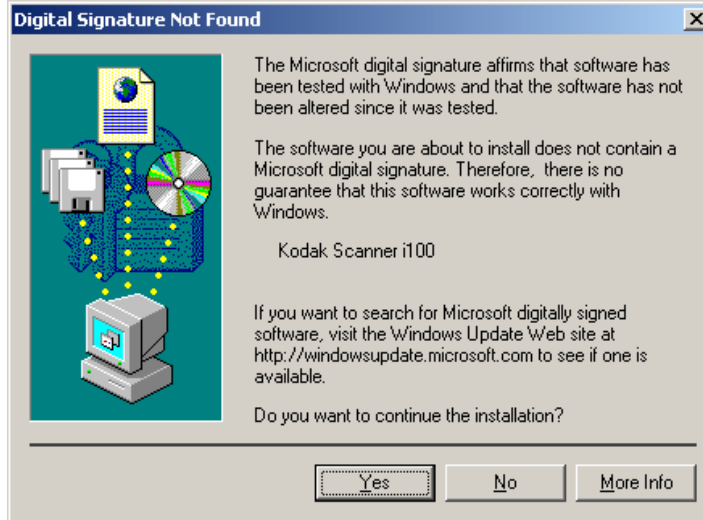 Digital Signature Not Found
The Microsoft digital signature affirms that software has
been tested with Windows and that the software has not
been altered since it was tested.
The software you are about to install does not contain a
Microsoft digital signature. Therefore, there is no
guarantee that this software works correctly with
Windows.
Kodak Scanner i100
If you want to search for Microsoft digitally signed
software, visit the Windows Update Web site at
http://windowsupdate.microsoft.com to see if one is
available.
Do you want to continue the installation?
Yes No More Info